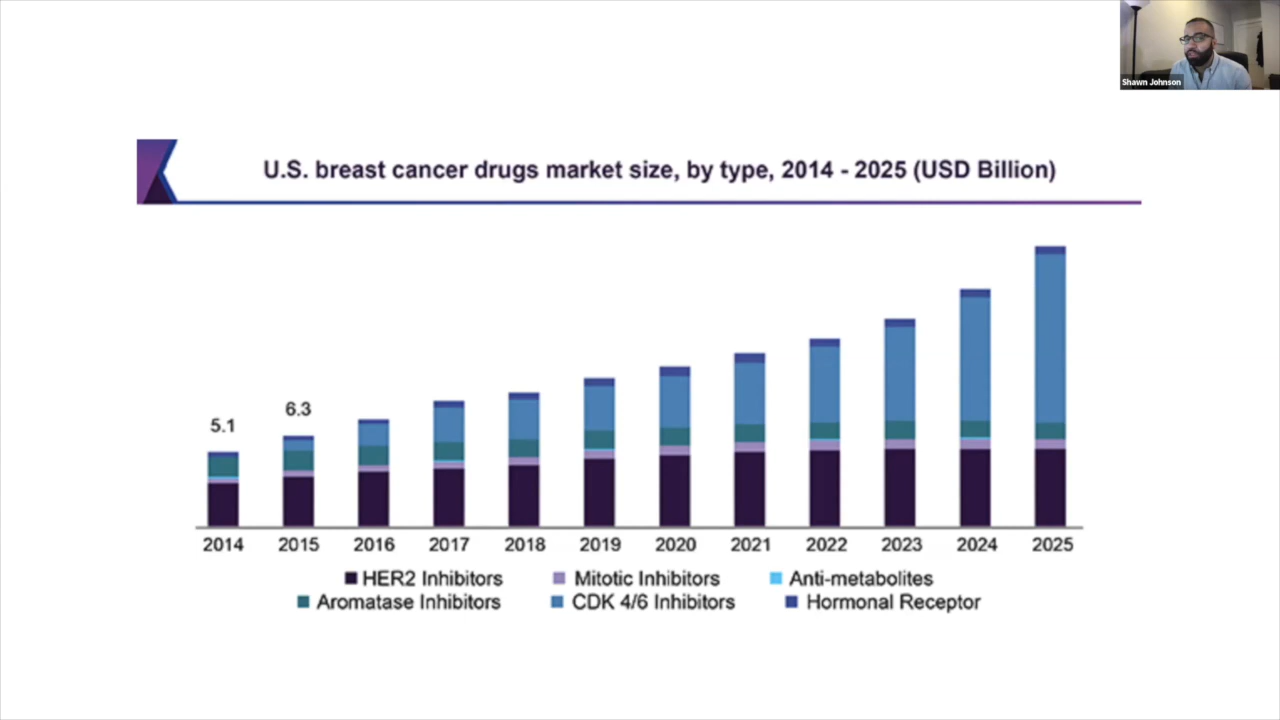 Shawn Johnson
U.S. breast cancer drugs market size, by type, 2014 - 2025 (USD Billion)
5.1
6.3
2014 2015 2016 2017 2018 2019 2020 2021 2022 2023 2024 2025
HER2 Inhibitors Mitotic Inhibitors Anti-metabolites
Aromatase Inhibitors CDK 4/6 Inhibitors Hormonal Receptor